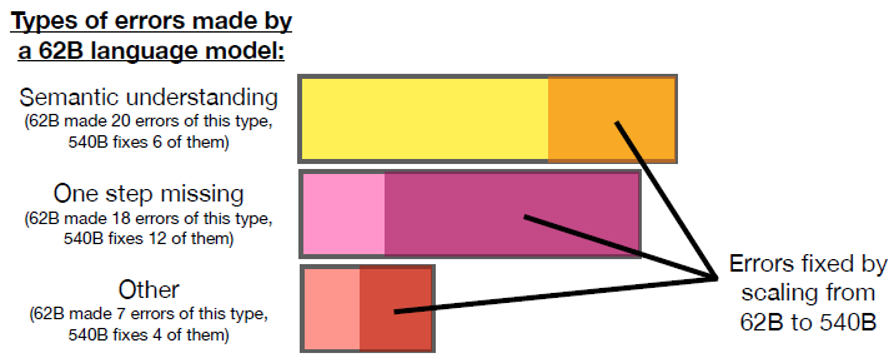 Types of errors made by
a 62B language model:
Semantic understanding
(62B made 20 errors of this type,
540B fixes 6 of them)
One step missing
(62B made 18 errors of this type,
540B fixes 12 of them)
Other
(62B made 7 errors of this type,
540B fixes 4 of them)
Errors fixed by
scaling from
62B to 540B